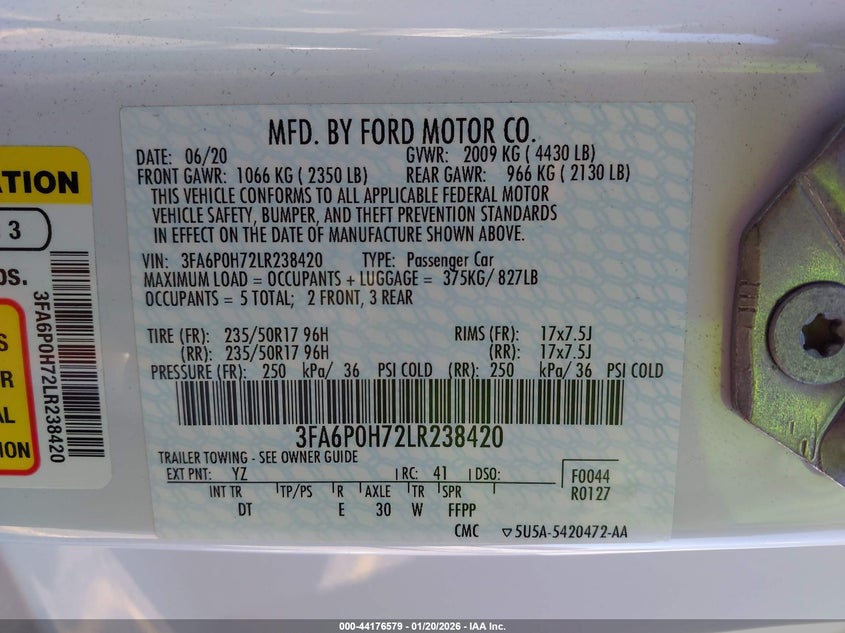 MFD. BY FORD MOTOR CO.
DATE: 06/20 GVWR: 2009 KG ( 4430 LB)
FRONT GAWR: 1066 KG ( 2350 LB) REAR GAWR: 966 KG ( 2130 LB)
THIS VEHICLE CONFORMS TO ALL APPLICABLE FEDERAL MOTOR
VEHICLE SAFETY, BUMPER, AND THEFT PREVENTION STANDARDS
IN EFFECT ON THE DATE OF MANUFACTURE SHOWN ABOVE.
VIN: 3FA6P0H72LR238420 TYPE: Passenger Car
MAXIMUM LOAD = OCCUPANTS + LUGGAGE = 375KG/ 827LB
OCCUPANTS = 5 TOTAL; 2 FRONT, 3 REAR
TIRE (FR): 235/50R17 96H RIMS (FR): 17x7.5J
(RR): 235/50R17 96H (RR): 17x7.5J
PRESSURE (FR): 250 kPa/ 36 PSI COLD (RR): 250 kPa/ 36 PSI COLD
3FA6P0H72LR238420
TRAILER TOWING - SEE OWNER GUIDE
EXT PNT: YZ RC: 41 DSO: F0044
R0127
INT TR TP/PS R AXLE TR SPR
DT E 30 W FFPP
CMC 5U5A-5420472-AA
ATION
3
OS.
S
R
AL
ION
3FA6P0H72LR238420
000-44176579 — 01/20/2026 — IAA Inc.